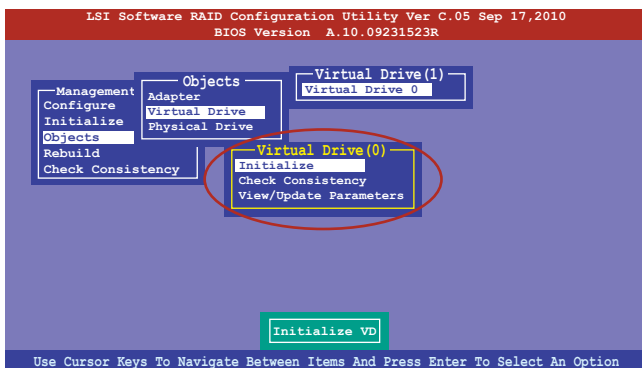 LSI Software RAID Configuration Utility Ver C.05 Sep 17,2010
BIOS Version A.10.09231523R
Management
Configure
Initialize
Objects
Rebuild
Check Consistency
Objects
Adapter
Virtual Drive
Physical Drive
Virtual Drive(1)
Virtual Drive 0
Virtual Drive(0)
Initialize
Check Consistency
View/Update Parameters
Initialize VD
Use Cursor Keys To Navigate Between Items And Press Enter To Select An Option